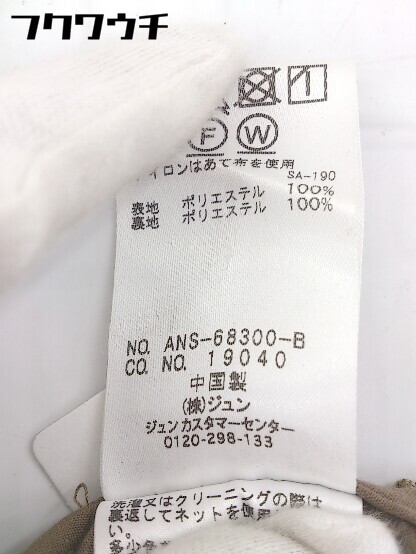 フクワウチ
F W
イロンはあて布を使用
SA-190
表地 ポリエステル 100%
裏地 ポリエステル 100%
NO. ANS-68300-B
CO. NO. 19040
中国製
(株)ジュン
ジュンカスタマーセンター
0120-298-133
洗濯又はクリーニングの際は
裏返してネットを使
い。